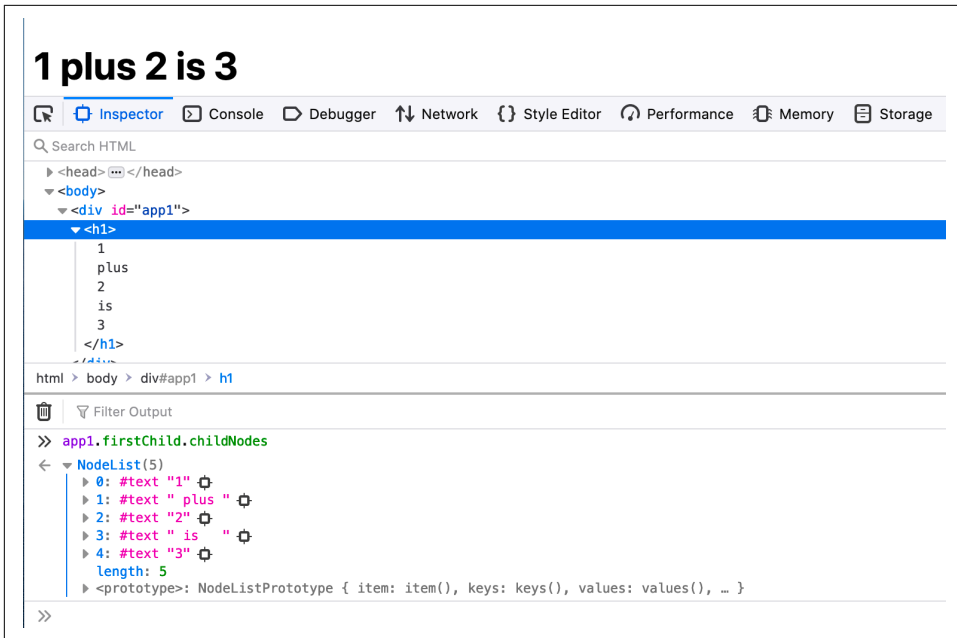 1 plus 2 is 3
Inspector Console Debugger Network Style Editor Performance Memory Storage
Search HTML
<head>⋯</head>
<body>
<div id="app1">
<h1>
1
plus
2
is
3
</h1>
</div>
html > body > div#app1 > h1
Filter Output
>> app1.firstChild.childNodes
NodeList(5)
0: #text "1"
1: #text " plus "
2: #text "2"
3: #text " is   "
4: #text "3"
length: 5
<prototype>: NodeListPrototype { item: item(), keys: keys(), values: values(), … }
>>